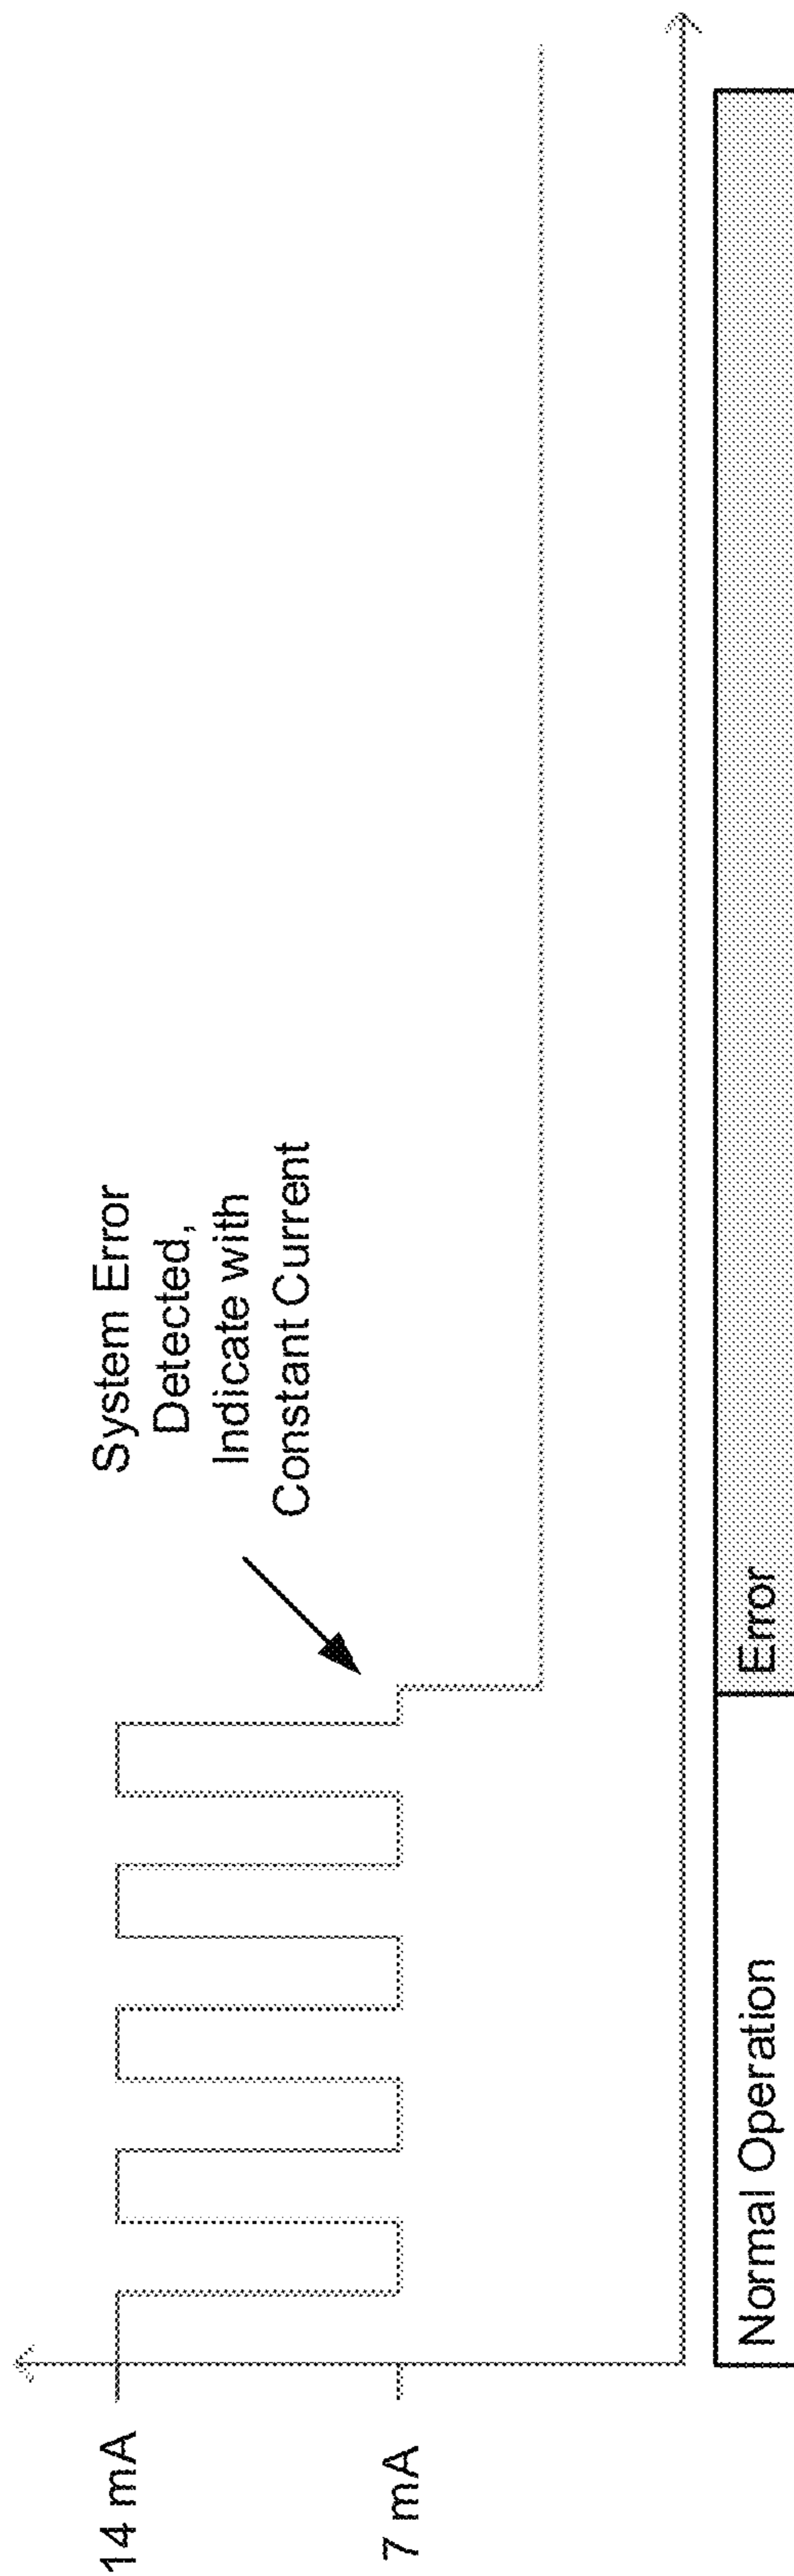 14 mA
7 mA
System Error
Detected,
Indicate with
Constant Current
Normal Operation
Error